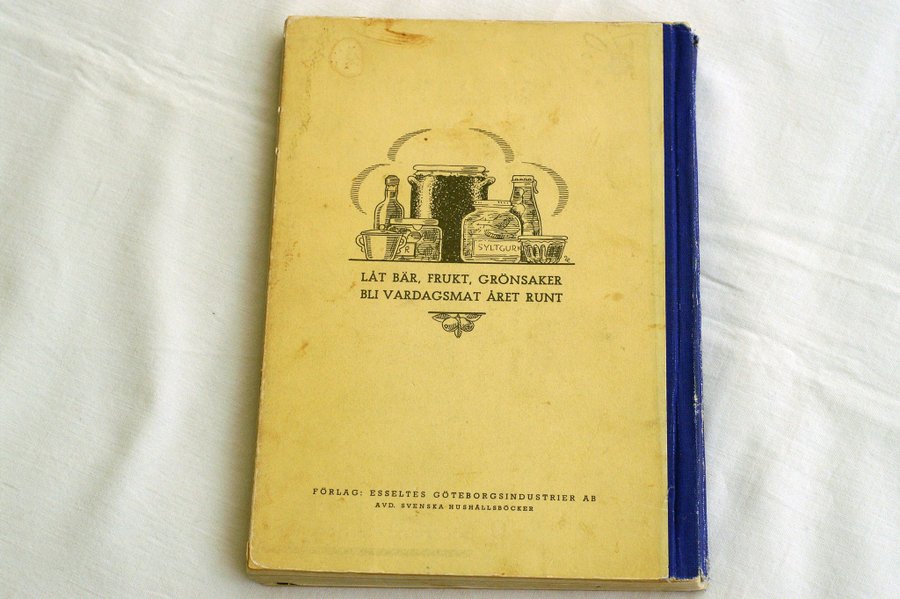 SYLTGUR
LÅT BÄR, FRUKT, GRÖNSAKER
BLI VARDAGSMAT ÅRET RUNT
FÖRLAG: ESSELTES GÖTEBORGSINDUSTRIER AB
AVD. SVENSKA HUSHÅLLSBÖCKER